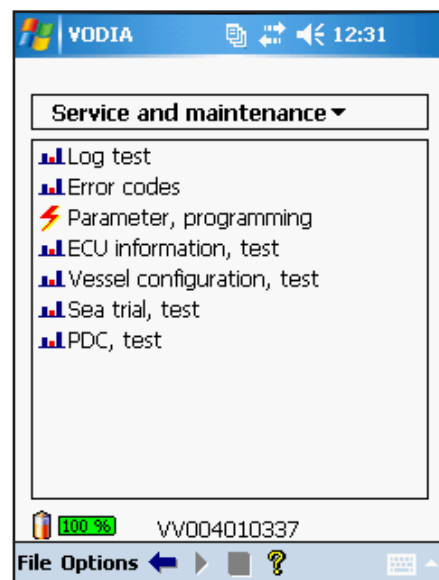 VODIA 12:31
Service and maintenance
Log test
Error codes
Parameter, programming
ECU information, test
Vessel configuration, test
Sea trial, test
PDC, test
100 % VV004010337
File Options ?